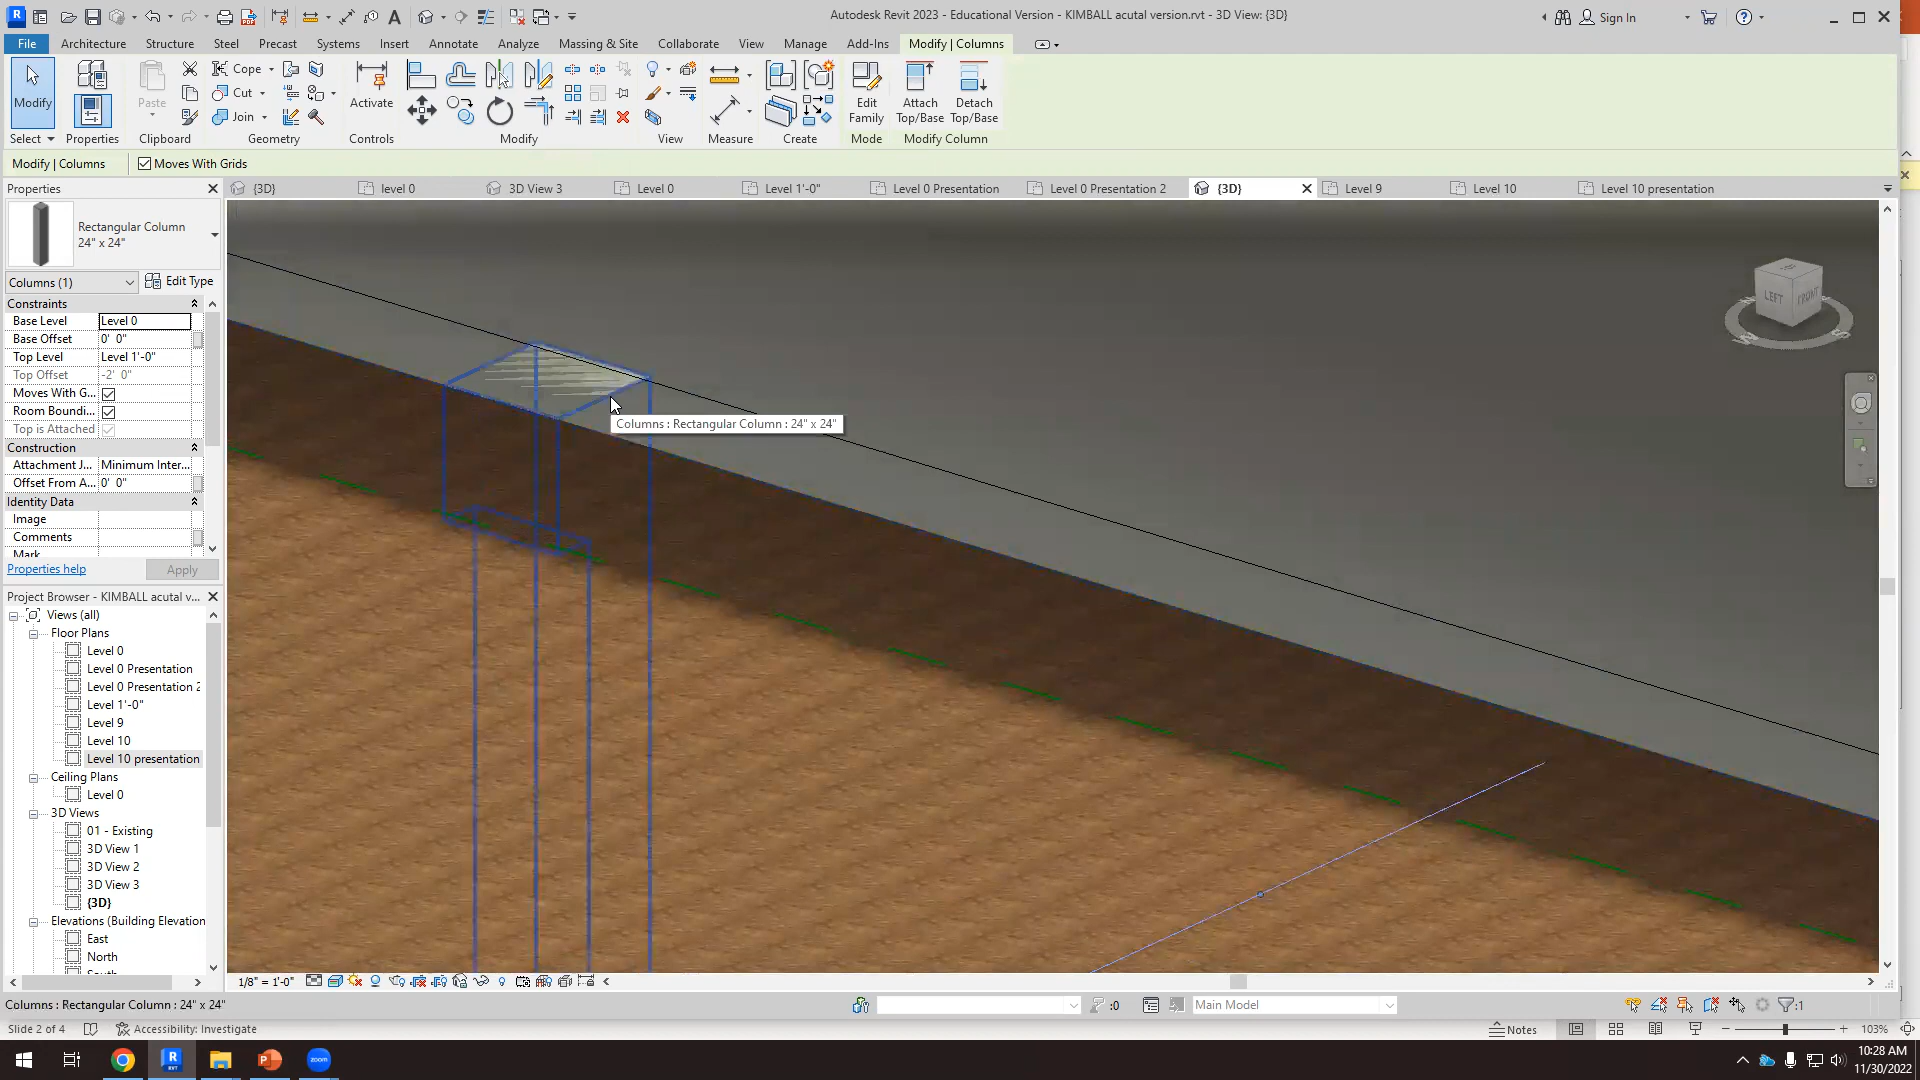 Autodesk Revit 2023 - Educational Version - KIMBALL acutal version.rvt - 3D View: {3D}
Sign In
File Architecture Structure Steel Precast Systems Insert Annotate Analyze Massing & Site Collaborate View Manage Add-Ins Modify | Columns
Modify
Properties
Paste
Cope
Cut
Join
Activate
Edit Family
Attach Top/Base
Detach Top/Base
Select Properties Clipboard Geometry Controls Modify View Measure Create Mode Modify Column
Modify | Columns Moves With Grids
Properties
{3D} level 0 3D View 3 Level 0 Level 1'-0" Level 0 Presentation Level 0 Presentation 2 {3D} Level 9 Level 10 Level 10 presentation
Rectangular Column
24" x 24"
Columns (1) Edit Type
Constraints
Base Level Level 0
Base Offset 0' 0"
Top Level Level 1'-0"
Top Offset -2' 0"
Moves With G...
Room Boundi...
Top is Attached
Construction
Attachment J... Minimum Inter...
Offset From A... 0' 0"
Identity Data
Image
Comments
Mark
Properties help Apply
Project Browser - KIMBALL acutal v...
Views (all)
Floor Plans
Level 0
Level 0 Presentation
Level 0 Presentation 2
Level 1'-0"
Level 9
Level 10
Level 10 presentation
Ceiling Plans
Level 0
3D Views
01 - Existing
3D View 1
3D View 2
3D View 3
{3D}
Elevations (Building Elevation
East
North
Columns : Rectangular Column : 24" x 24"
TOP
LEFT
FRONT
W
S
1/8" = 1'-0"
Columns : Rectangular Column : 24" x 24"
:0
Main Model
:1
Slide 2 of 4 Accessibility: Investigate Notes 103%
10:28 AM
11/30/2022